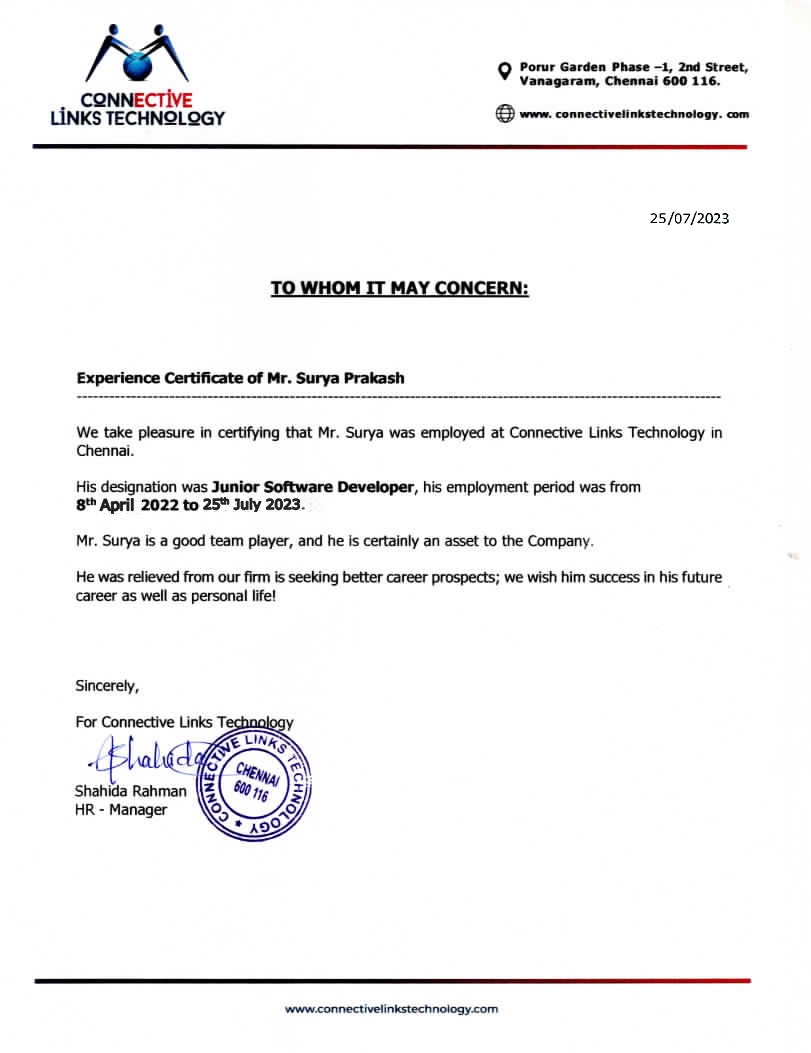 CONNECTIVE
LINKS TECHNOLOGY
Porur Garden Phase –1, 2nd Street,
Vanagaram, Chennai 600 116.
www. connectivelinkstechnology. com
25/07/2023
TO WHOM IT MAY CONCERN:
Experience Certificate of Mr. Surya Prakash
We take pleasure in certifying that Mr. Surya was employed at Connective Links Technology in
Chennai.
His designation was Junior Software Developer, his employment period was from
8th April 2022 to 25th July 2023.
Mr. Surya is a good team player, and he is certainly an asset to the Company.
He was relieved from our firm is seeking better career prospects; we wish him success in his future
career as well as personal life!
Sincerely,
For Connective Links Technology
Shahida
CONNECTIVE LINKS TECHNOLOGY
CHENNAI
600 116
Shahida Rahman
HR - Manager
www.connectivelinkstechnology.com